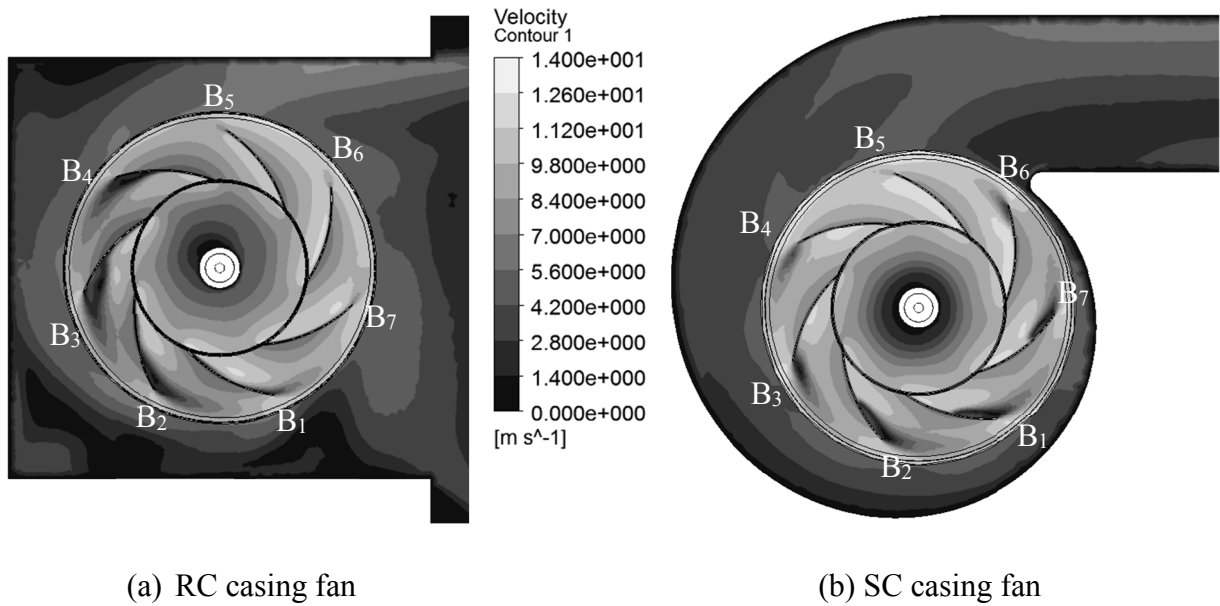 Velocity
Contour 1
1.400e+001
1.260e+001
1.120e+001
9.800e+000
8.400e+000
7.000e+000
5.600e+000
4.200e+000
2.800e+000
1.400e+000
0.000e+000
[m s^-1]
B5
B6
B4
B7
B3
B2
B1
B5
B6
B4
B7
B3
B1
B2
(a) RC casing fan
(b) SC casing fan